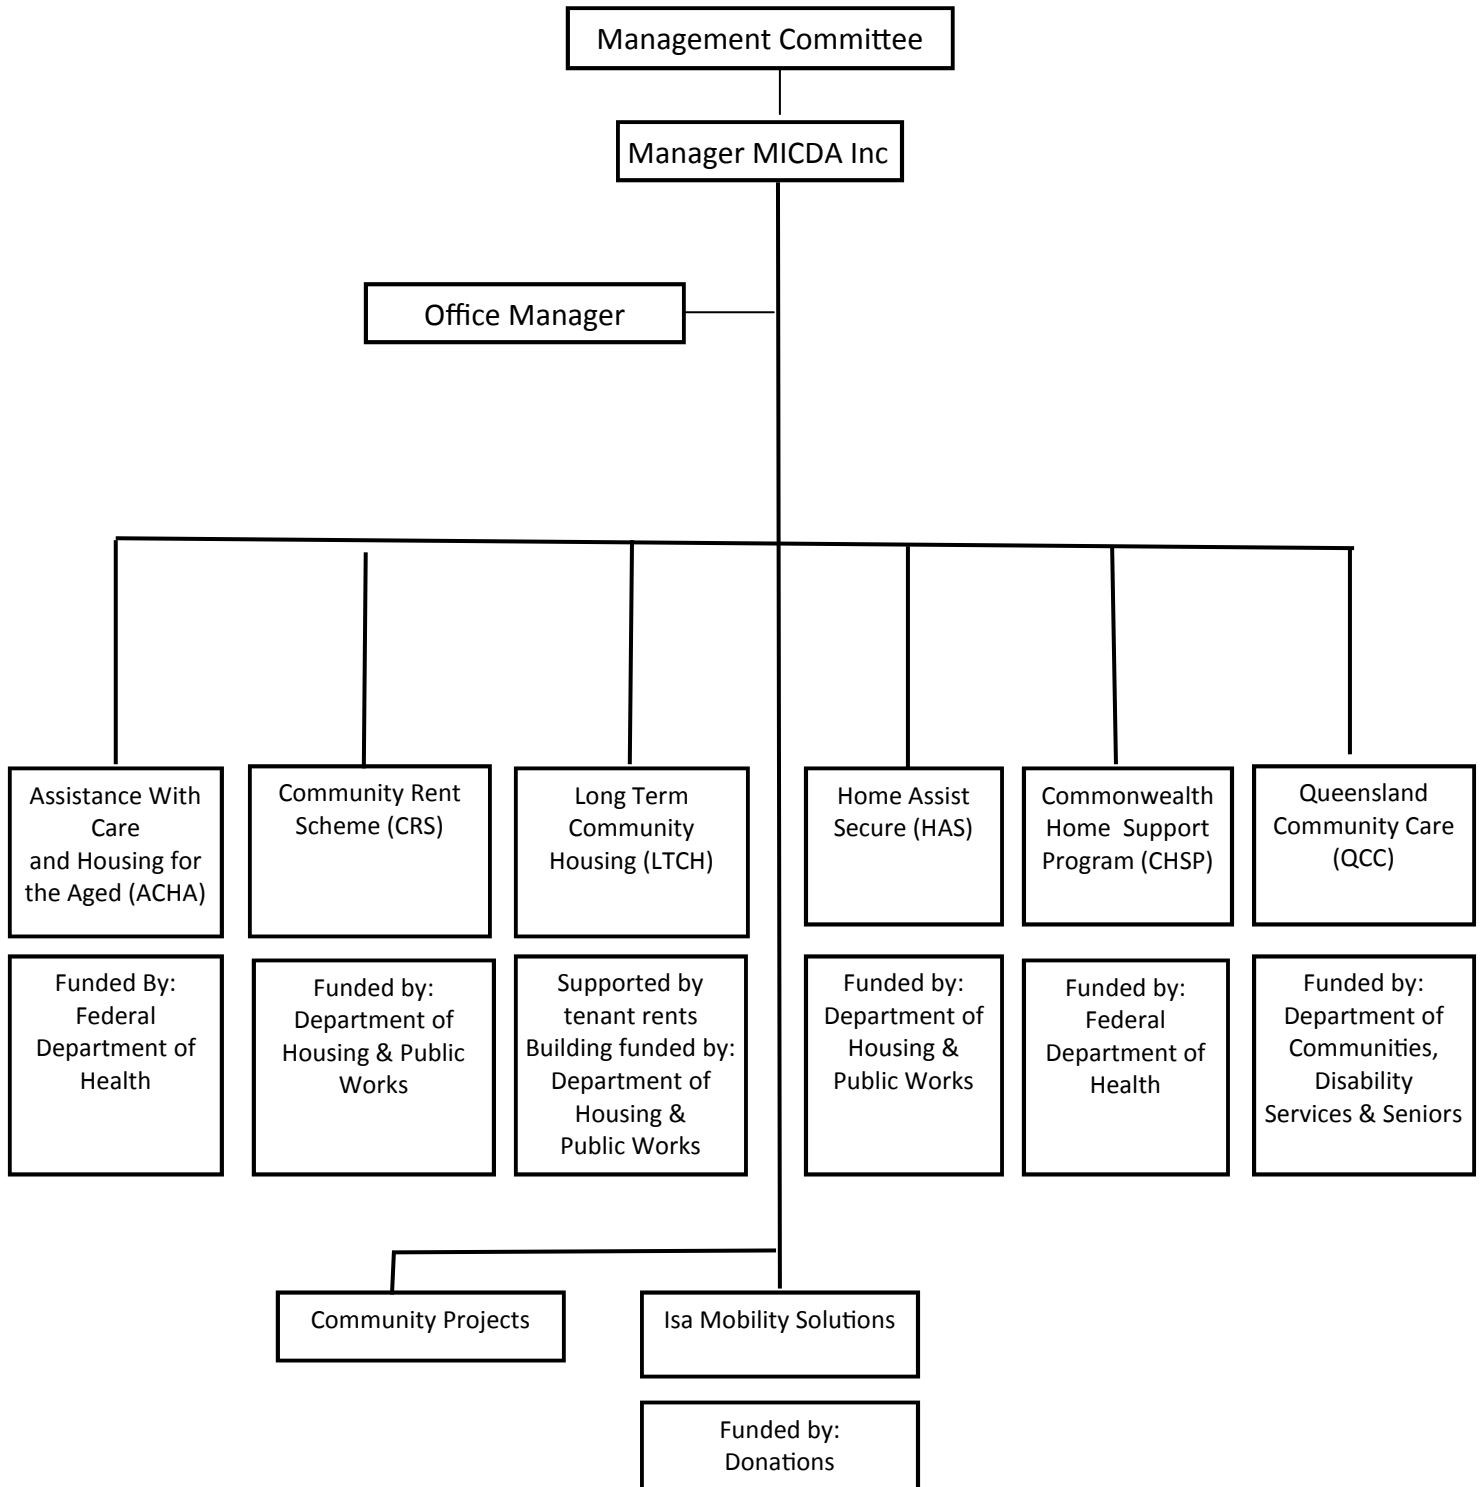 Management Committee
Manager MICDA Inc
Office Manager
Assistance With
Care
and Housing for
the Aged (ACHA)
Community Rent
Scheme (CRS)
Long Term
Community
Housing (LTCH)
Home Assist
Secure (HAS)
Commonwealth
Home Support
Program (CHSP)
Queensland
Community Care
(QCC)
Funded By:
Federal
Department of
Health
Funded by:
Department of
Housing & Public
Works
Supported by
tenant rents
Building funded by:
Department of
Housing &
Public Works
Funded by:
Department of
Housing &
Public Works
Funded by:
Federal
Department of
Health
Funded by:
Department of
Communities,
Disability
Services & Seniors
Community Projects
Isa Mobility Solutions
Funded by:
Donations